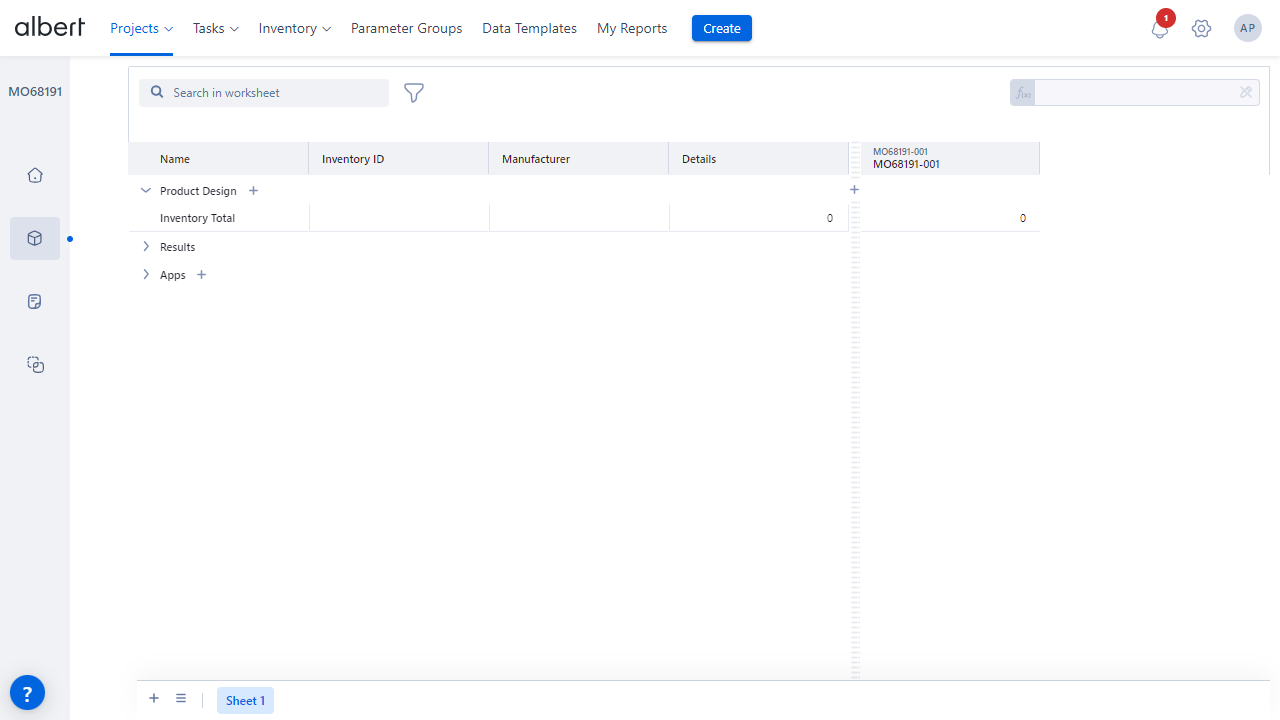 albert
Projects
Tasks
Inventory
Parameter Groups
Data Templates
My Reports
Create
1
AP
MO68191
Search in worksheet
f(x)
Name
Inventory ID
Manufacturer
Details
MO68191-001
MO68191-001
Product Design +
+
Inventory Total
0
0
Results
Apps +
?
+
Sheet 1